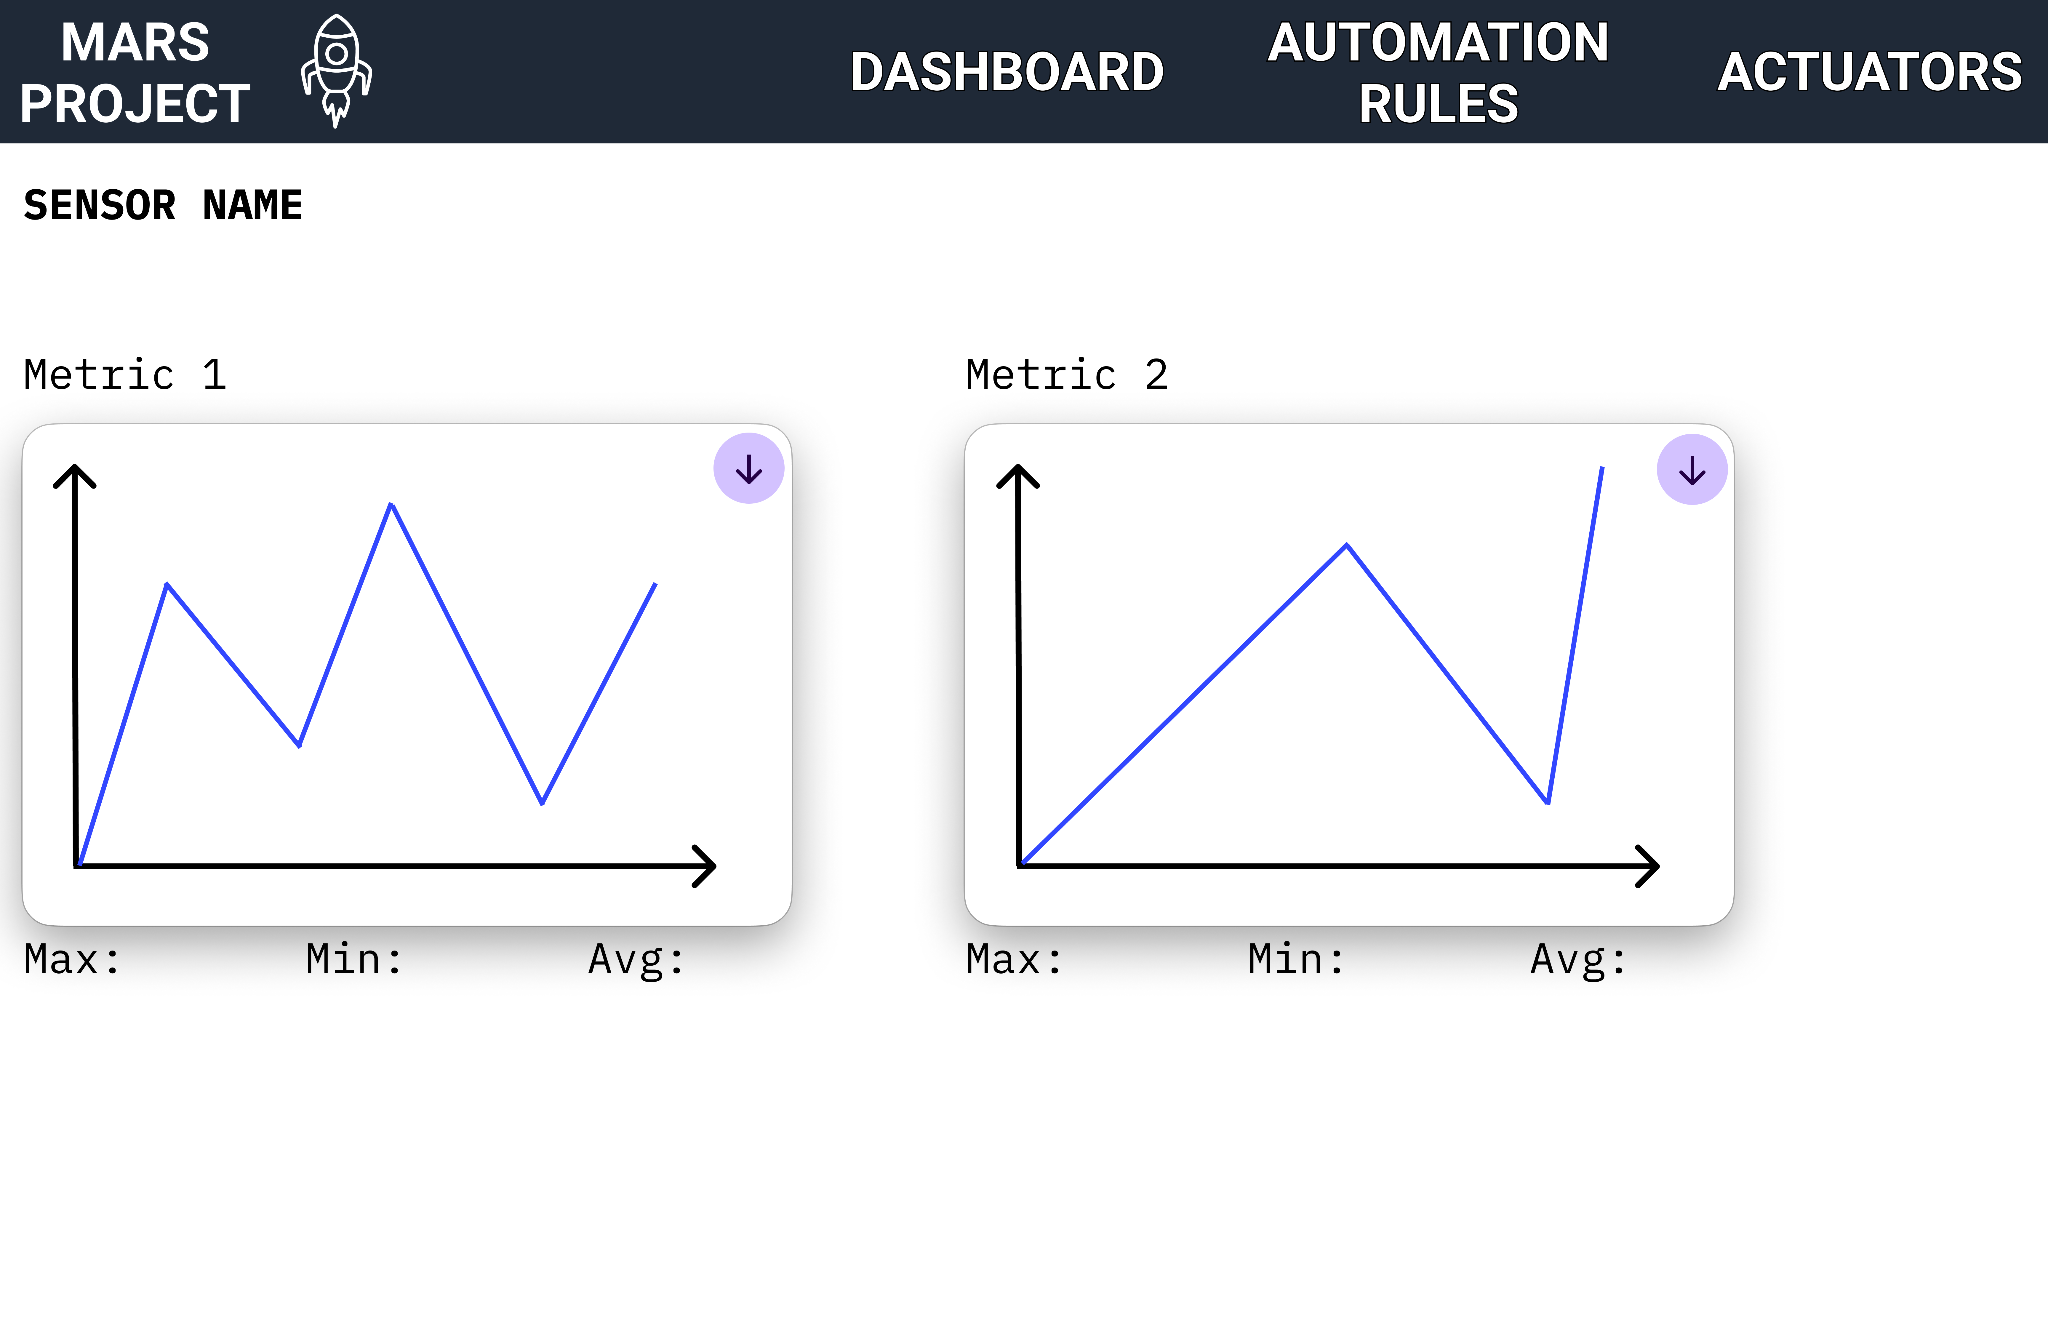 MARS
PROJECT
DASHBOARD
AUTOMATION
RULES
ACTUATORS
SENSOR NAME
Metric 1
Metric 2
Max: Min: Avg:
Max: Min: Avg: